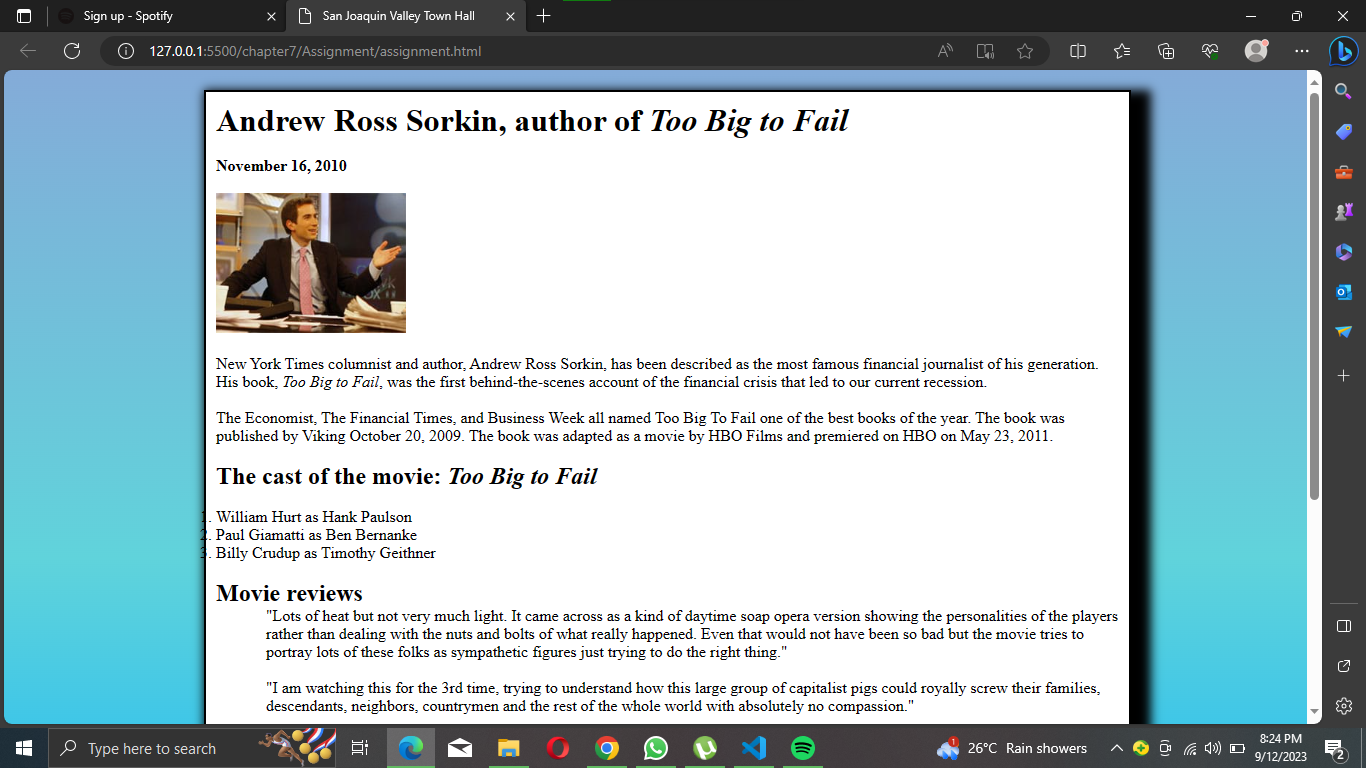 Sign up - Spotify
San Joaquin Valley Town Hall
127.0.0.1:5500/chapter7/Assignment/assignment.html
Andrew Ross Sorkin, author of Too Big to Fail
November 16, 2010
New York Times columnist and author, Andrew Ross Sorkin, has been described as the most famous financial journalist of his generation.
His book, Too Big to Fail, was the first behind-the-scenes account of the financial crisis that led to our current recession.
The Economist, The Financial Times, and Business Week all named Too Big To Fail one of the best books of the year. The book was
published by Viking October 20, 2009. The book was adapted as a movie by HBO Films and premiered on HBO on May 23, 2011.
The cast of the movie: Too Big to Fail
1. William Hurt as Hank Paulson
2. Paul Giamatti as Ben Bernanke
3. Billy Crudup as Timothy Geithner
Movie reviews
"Lots of heat but not very much light. It came across as a kind of daytime soap opera version showing the personalities of the players
rather than dealing with the nuts and bolts of what really happened. Even that would not have been so bad but the movie tries to
portray lots of these folks as sympathetic figures just trying to do the right thing."
"I am watching this for the 3rd time, trying to understand how this large group of capitalist pigs could royally screw their families,
descendants, neighbors, countrymen and the rest of the whole world with absolutely no compassion."
Type here to search
1
26°C Rain showers
8:24 PM
9/12/2023
2